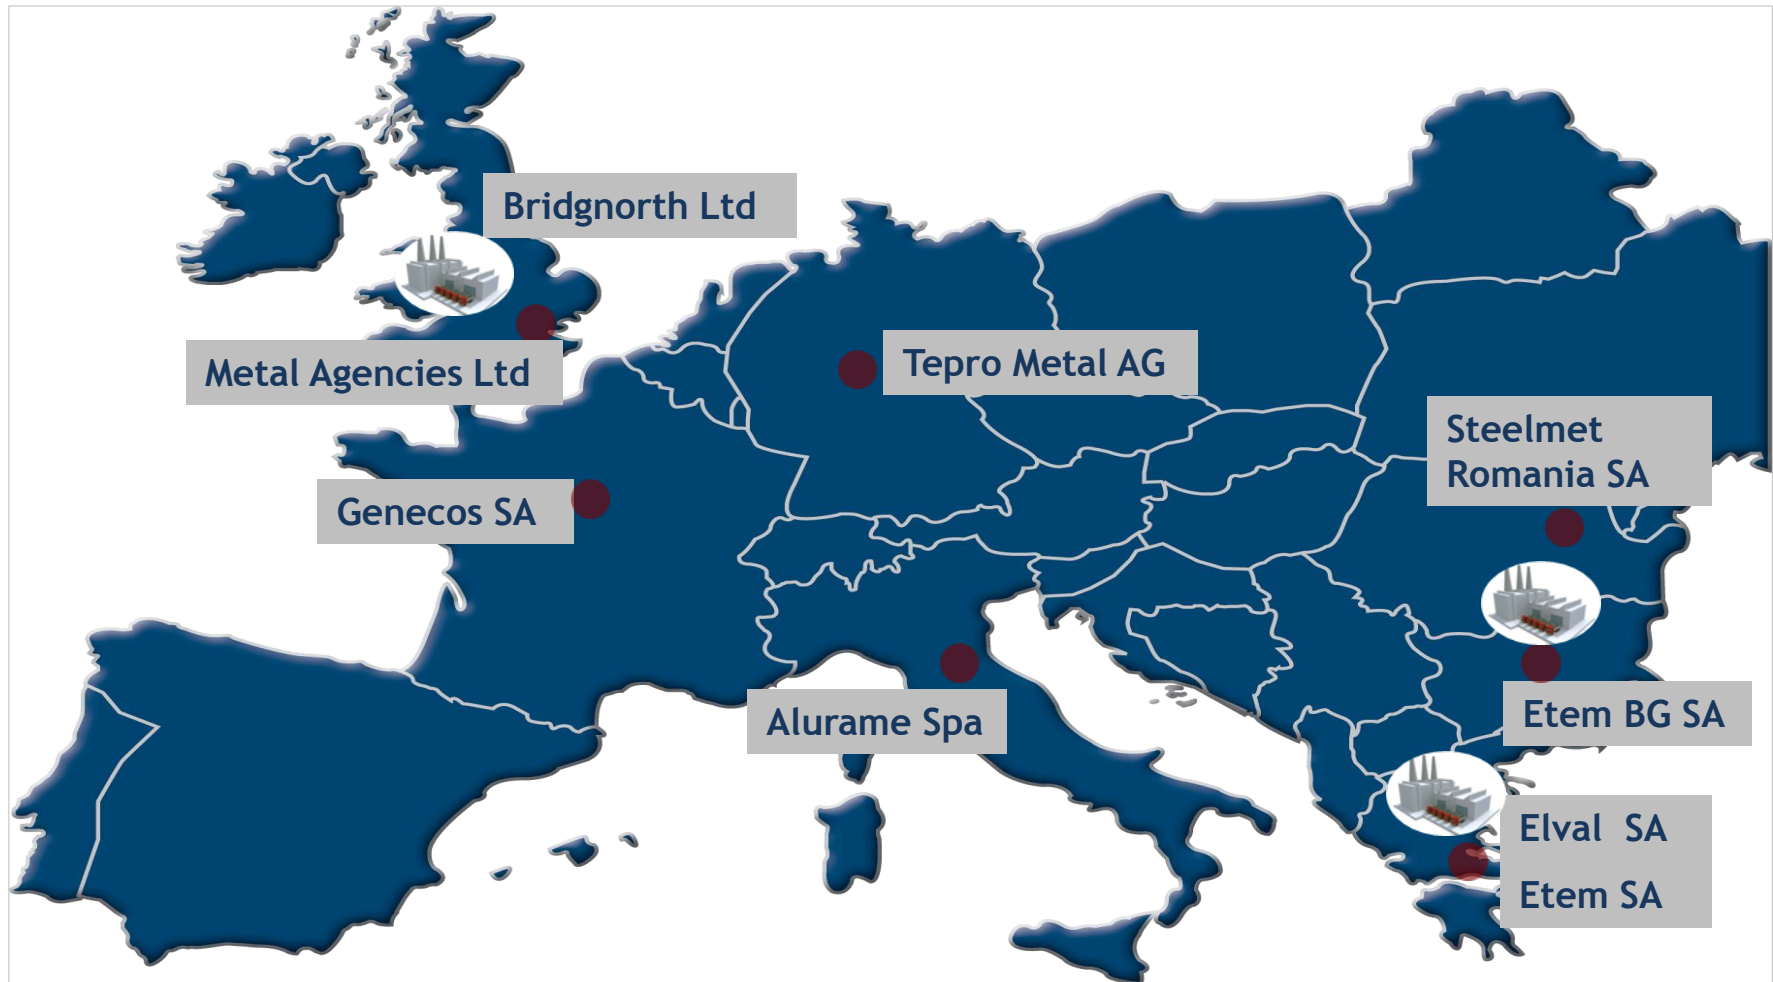 Bridgnorth Ltd
Metal Agencies Ltd
Tepro Metal AG
Steelmet
Romania SA
Genecos SA
Alurame Spa
Etem BG SA
Elval SA
Etem SA